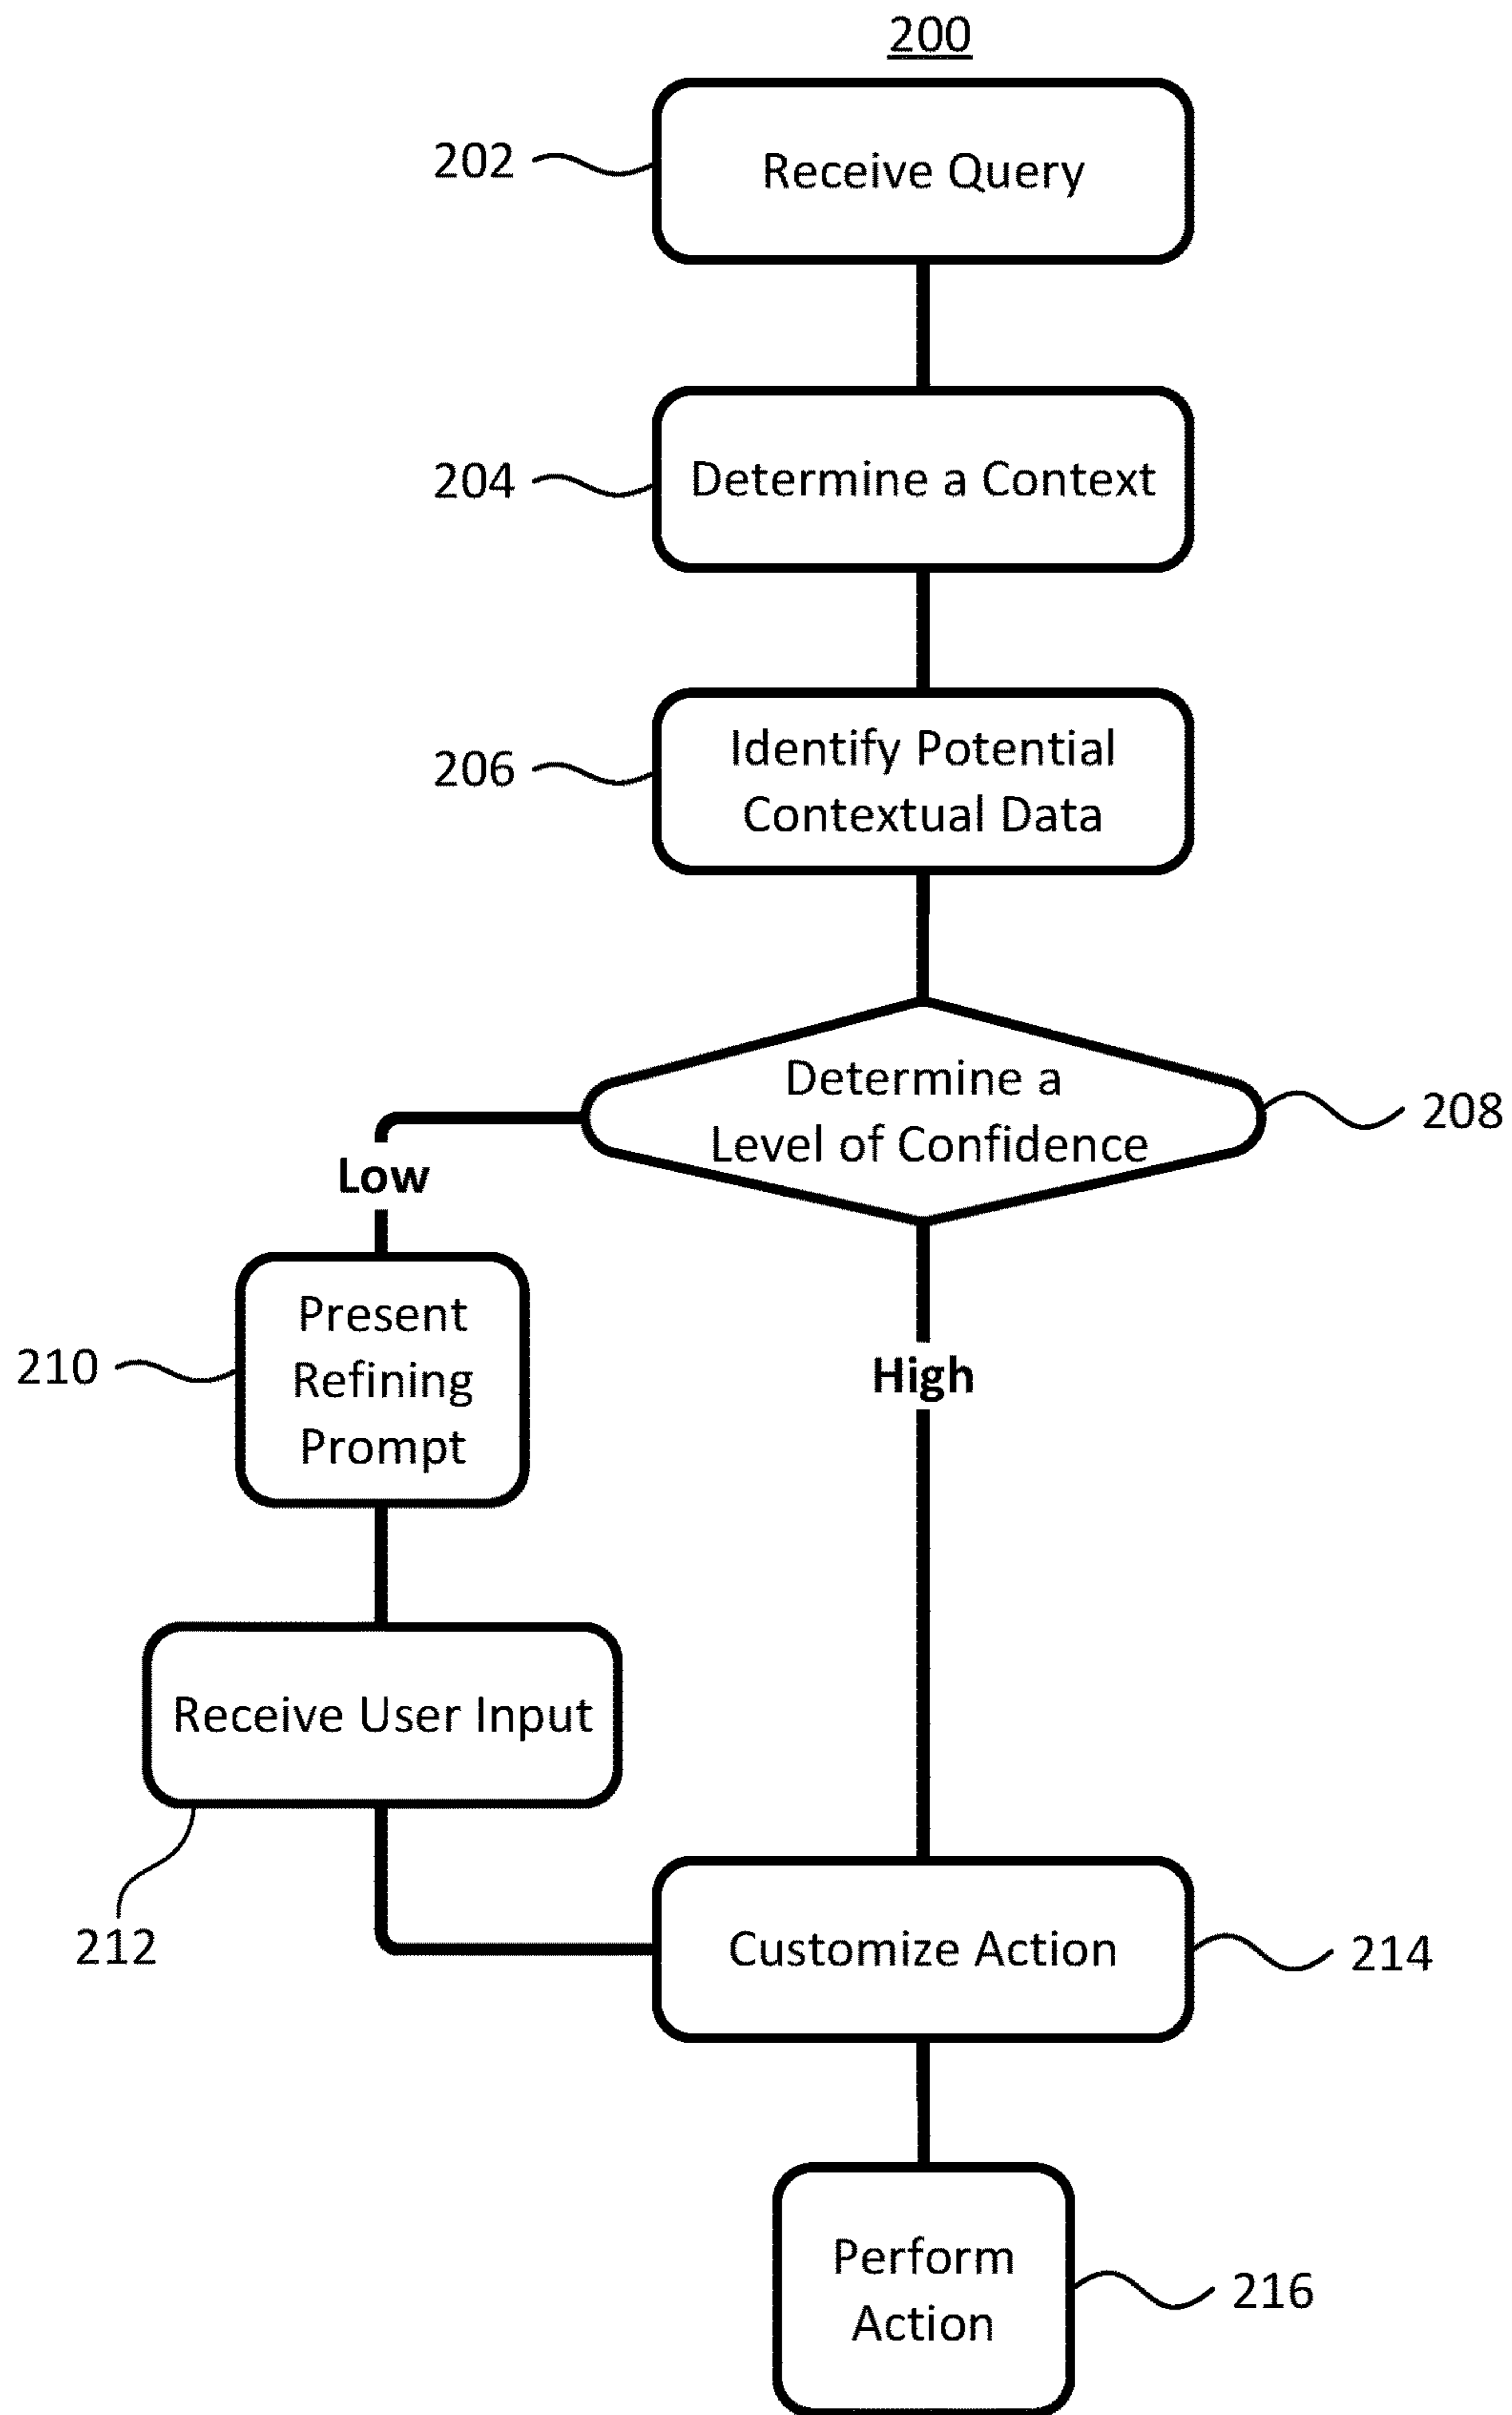 200
202
Receive Query
204
Determine a Context
206
Identify Potential
Contextual Data
Determine a
Level of Confidence
208
Low
210
Present
Refining
Prompt
High
Receive User Input
212
Customize Action
214
Perform
Action
216